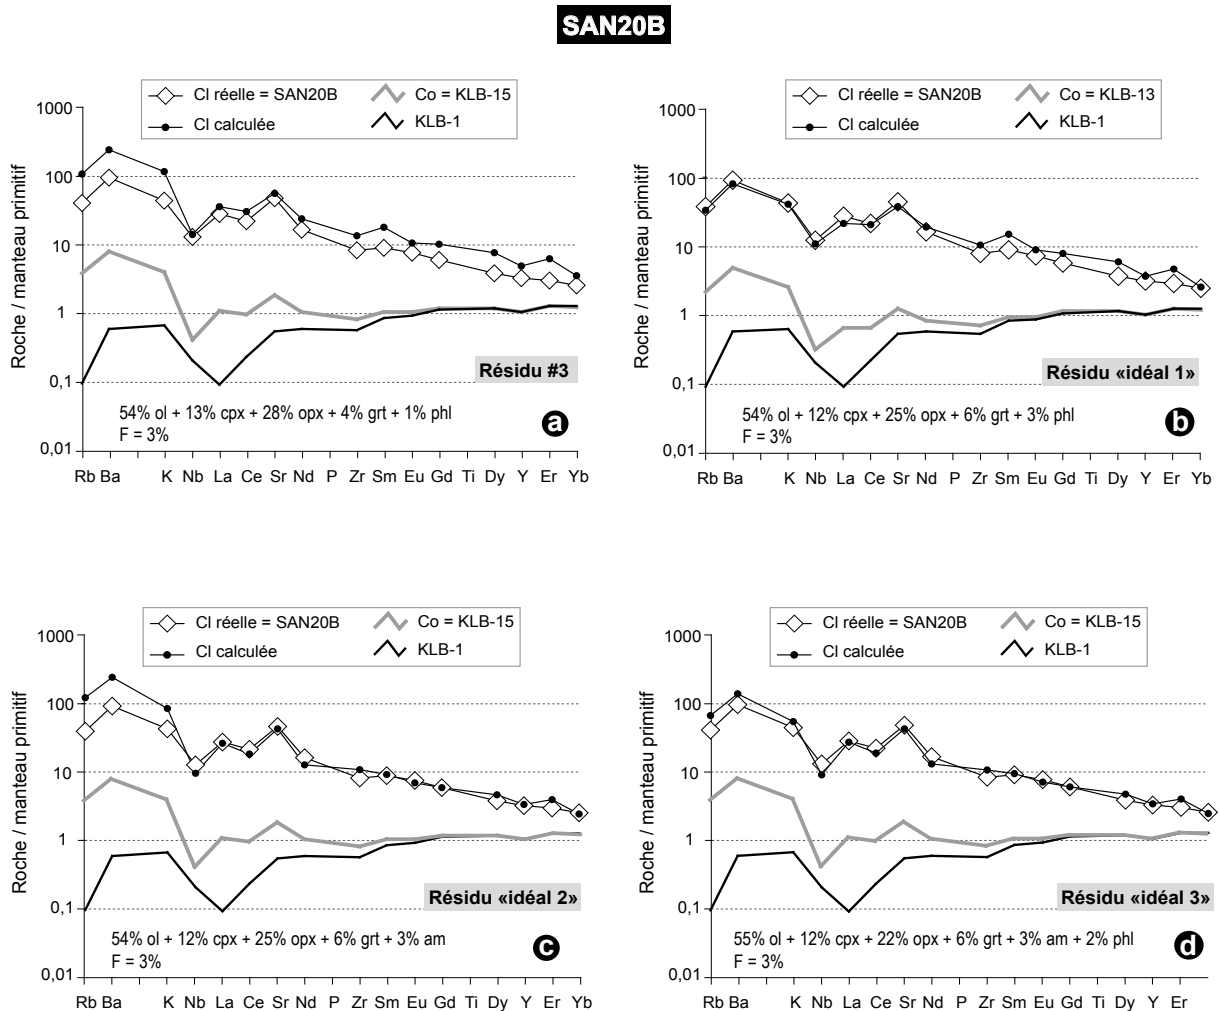 SAN20B
Cl réelle = SAN20B
Co = KLB-15
Cl calculée
KLB-1
Roche / manteau primitif
1000
100
10
1
0,1
0,01
Résidu #3
54% ol + 13% cpx + 28% opx + 4% grt + 1% phl
F = 3%
a
Rb Ba K Nb La Ce Sr Nd P Zr Sm Eu Gd Ti Dy Y Er Yb
Cl réelle = SAN20B
Co = KLB-13
Cl calculée
KLB-1
Roche / manteau primitif
1000
100
10
1
0,1
0,01
Résidu «idéal 1»
54% ol + 12% cpx + 25% opx + 6% grt + 3% phl
F = 3%
b
Rb Ba K Nb La Ce Sr Nd P Zr Sm Eu Gd Ti Dy Y Er Yb
Cl réelle = SAN20B
Co = KLB-15
Cl calculée
KLB-1
Roche / manteau primitif
1000
100
10
1
0,1
0,01
Résidu «idéal 2»
54% ol + 12% cpx + 25% opx + 6% grt + 3% am
F = 3%
c
Rb Ba K Nb La Ce Sr Nd P Zr Sm Eu Gd Ti Dy Y Er Yb
Cl réelle = SAN20B
Co = KLB-15
Cl calculée
KLB-1
Roche / manteau primitif
1000
100
10
1
0,1
0,01
Résidu «idéal 3»
55% ol + 12% cpx + 22% opx + 6% grt + 3% am + 2% phl
F = 3%
d
Rb Ba K Nb La Ce Sr Nd P Zr Sm Eu Gd Ti Dy Y Er